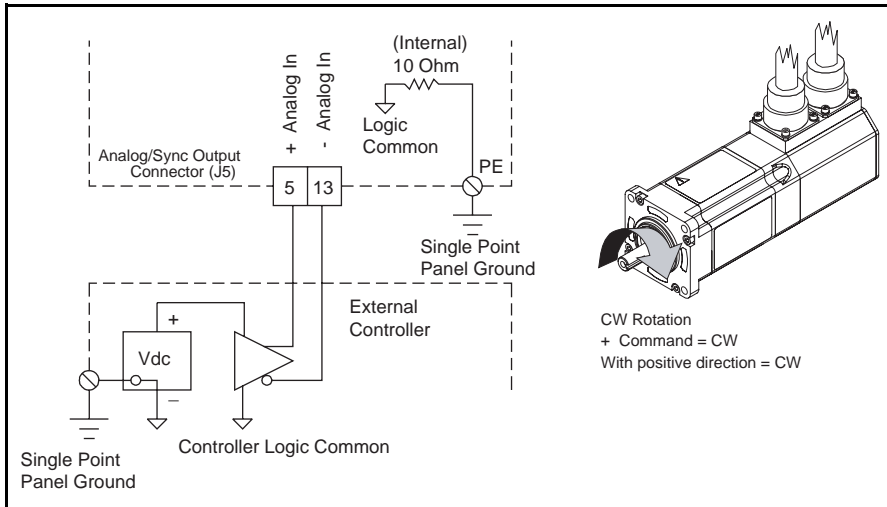 (Internal)
10 Ohm
+ Analog In
- Analog In
Logic
Common
Analog/Sync Output
Connector (J5)
5
13
PE
Single Point
Panel Ground
External
Controller
+
Vdc
–
Controller Logic Common
Single Point
Panel Ground
CW Rotation
+ Command = CW
With positive direction = CW